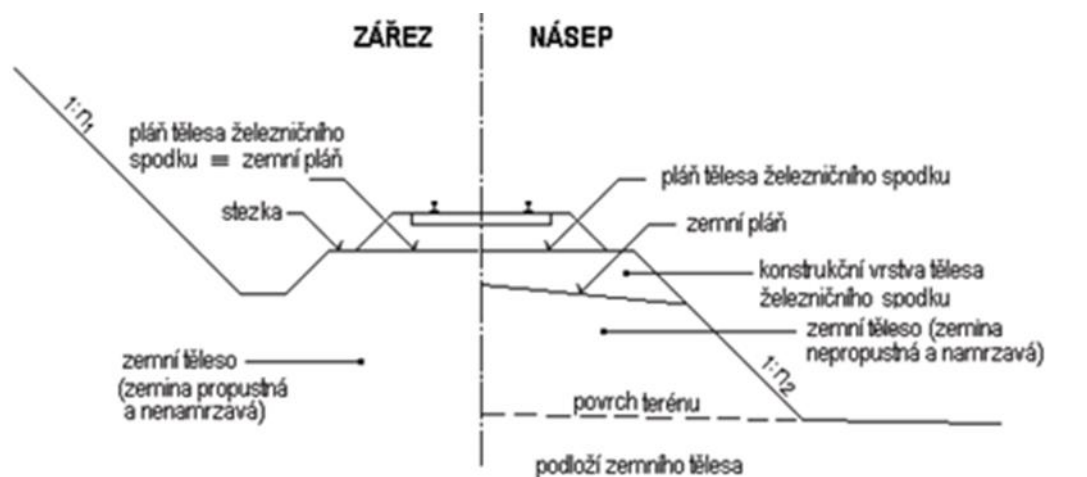 ZÁŘEZ
NÁSEP
1:n1
pláň tělesa železničního
spodku ≡ zemní pláň
stezka
pláň tělesa železničního spodku
zemní pláň
konstrukční vrstva tělesa
železničního spodku
zemní těleso (zemina
nepropustná a namrzavá)
zemní těleso
(zemina propustná
a nenamrzavá)
1:n2
povrch terénu
podloží zemního tělesa